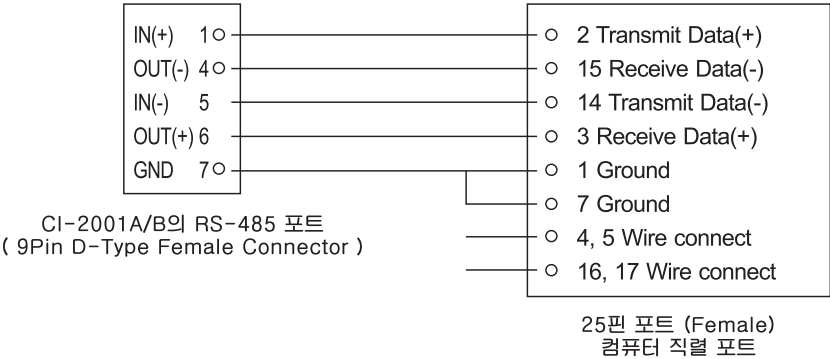 IN(+) 1
OUT(-) 4
IN(-) 5
OUT(+) 6
GND 7
CI-2001A/B의 RS-485 포트
( 9Pin D-Type Female Connector )
2 Transmit Data(+)
15 Receive Data(-)
14 Transmit Data(-)
3 Receive Data(+)
1 Ground
7 Ground
4, 5 Wire connect
16, 17 Wire connect
25핀 포트 (Female)
컴퓨터 직렬 포트